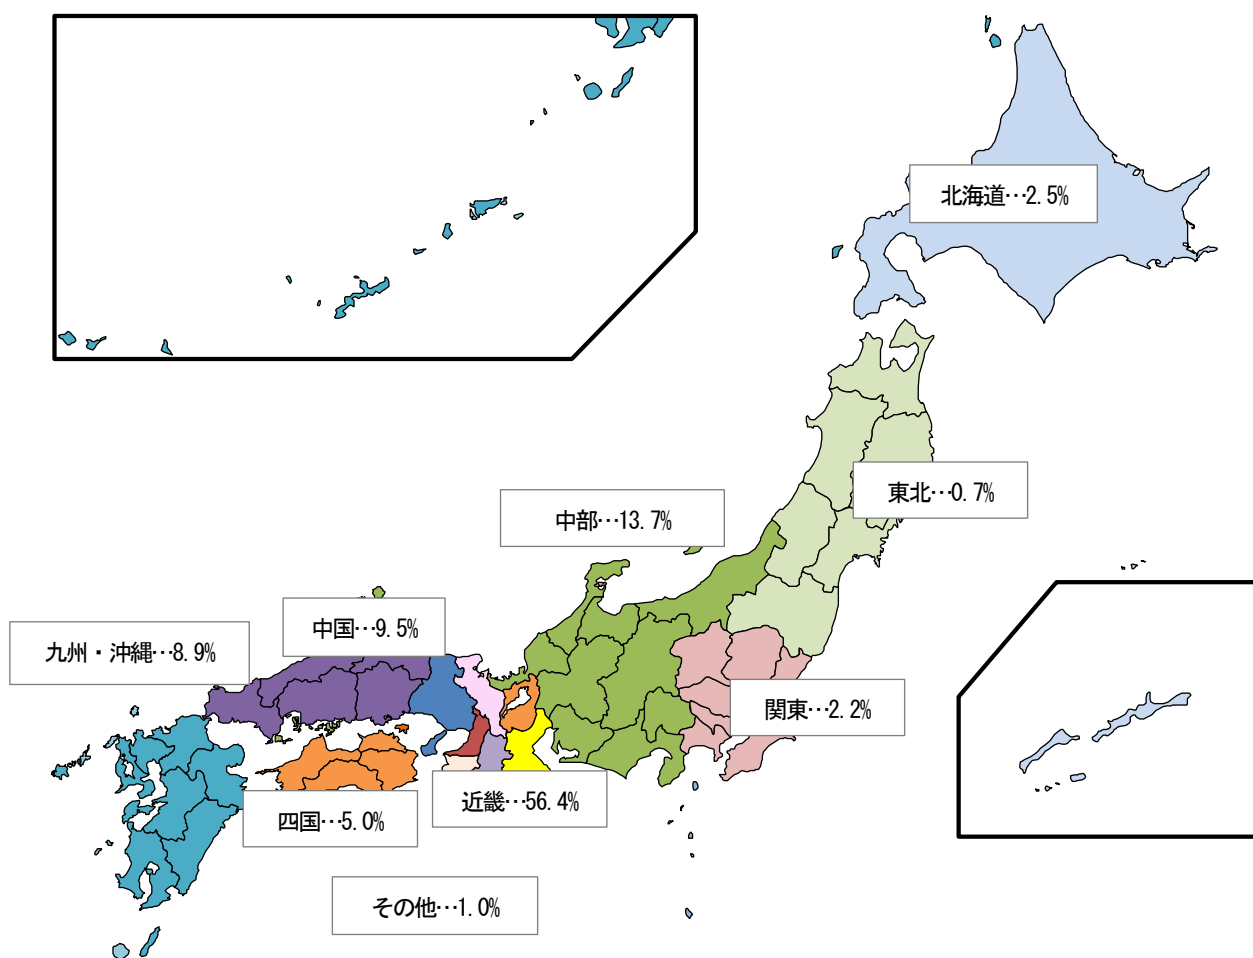 北海道…2.5%
東北…0.7%
中部…13.7%
中国…9.5%
九州・沖縄…8.9%
関東…2.2%
近畿…56.4%
四国…5.0%
その他…1.0%